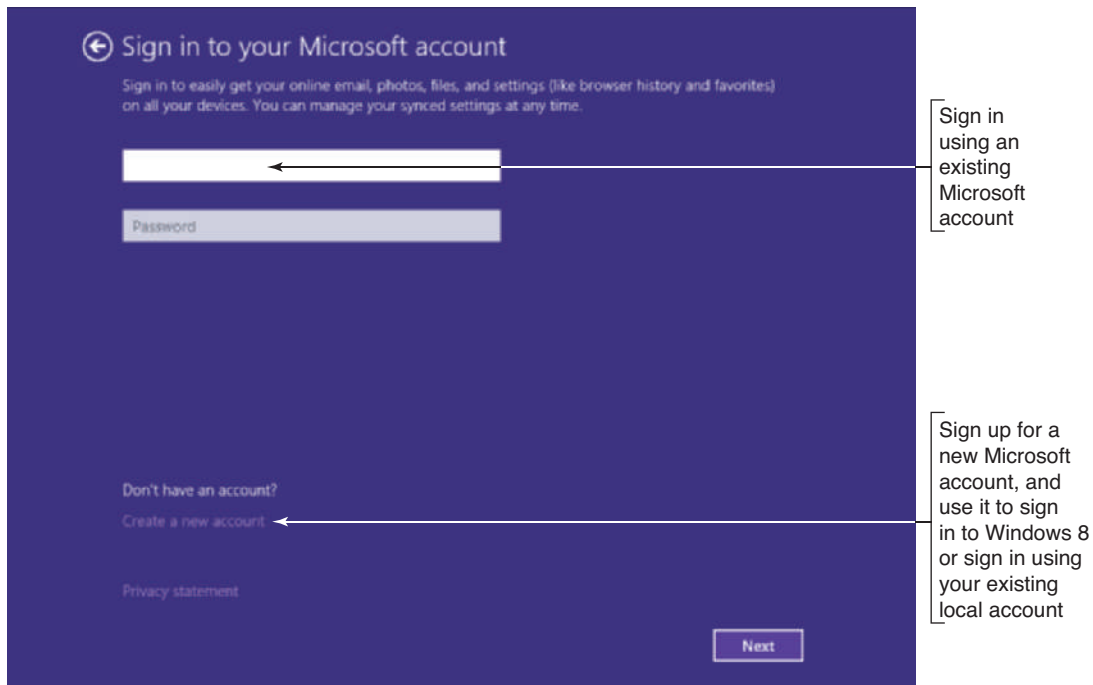 Sign in to your Microsoft account
Sign in to easily get your online email, photos, files, and settings (like browser history and favorites)
on all your devices. You can manage your synced settings at any time.
Password
Don't have an account?
Create a new account
Privacy statement
Next
Sign in
using an
existing
Microsoft
account
Sign up for a
new Microsoft
account, and
use it to sign
in to Windows 8
or sign in using
your existing
local account